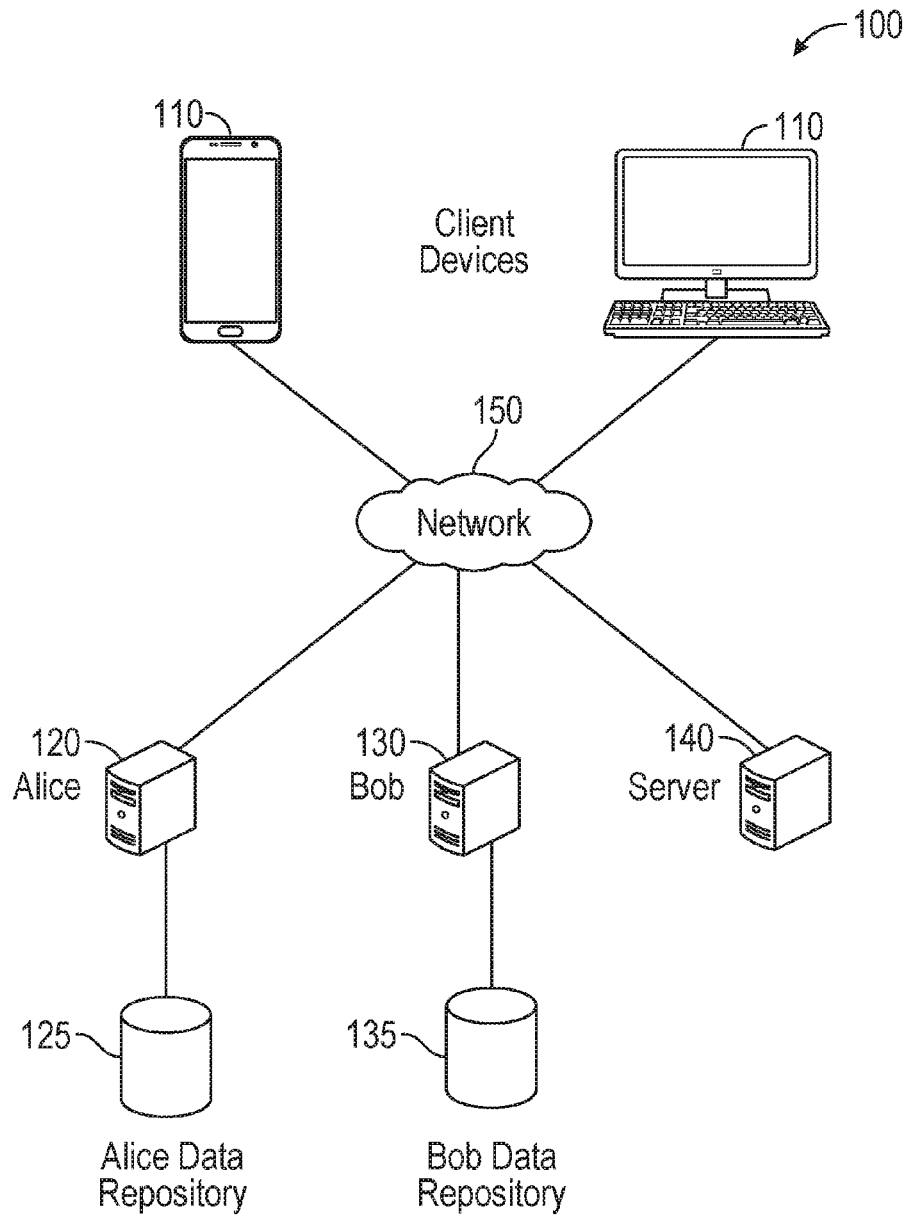 100
110
110
Client
Devices
150
Network
120
Alice
130
Bob
140
Server
125
135
Alice Data
Repository
Bob Data
Repository